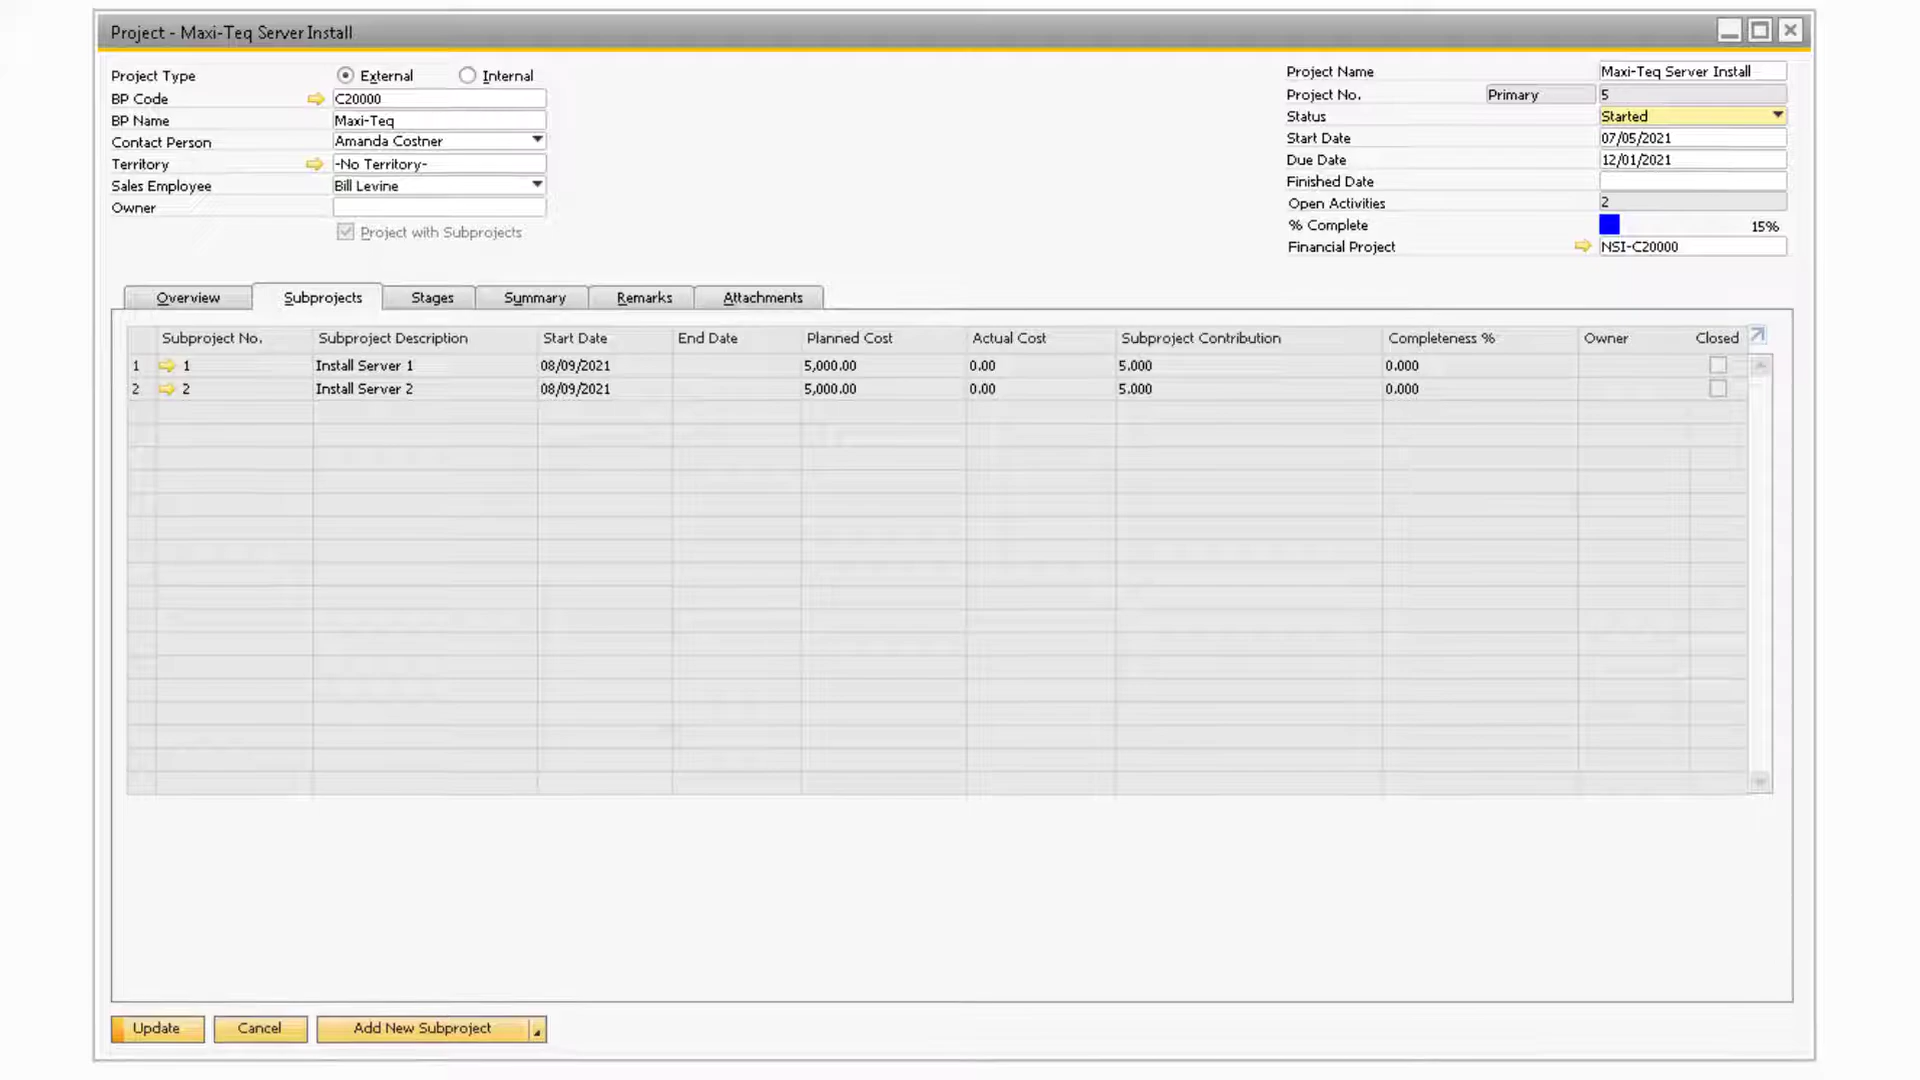 Project - Maxi-Teq Server Install
Project Type External Internal
BP Code C20000
BP Name Maxi-Teq
Contact Person Amanda Costner
Territory -No Territory-
Sales Employee Bill Levine
Owner
Project with Subprojects
Project Name Maxi-Teq Server Install
Project No. Primary 5
Status Started
Start Date 07/05/2021
Due Date 12/01/2021
Finished Date
Open Activities 2
% Complete 15%
Financial Project NSI-C20000
Overview Subprojects Stages Summary Remarks Attachments
Subproject No. Subproject Description Start Date End Date Planned Cost Actual Cost Subproject Contribution Completeness % Owner Closed
1 1 Install Server 1 08/09/2021 5,000.00 0.00 5.000 0.000
2 2 Install Server 2 08/09/2021 5,000.00 0.00 5.000 0.000
Update Cancel Add New Subproject